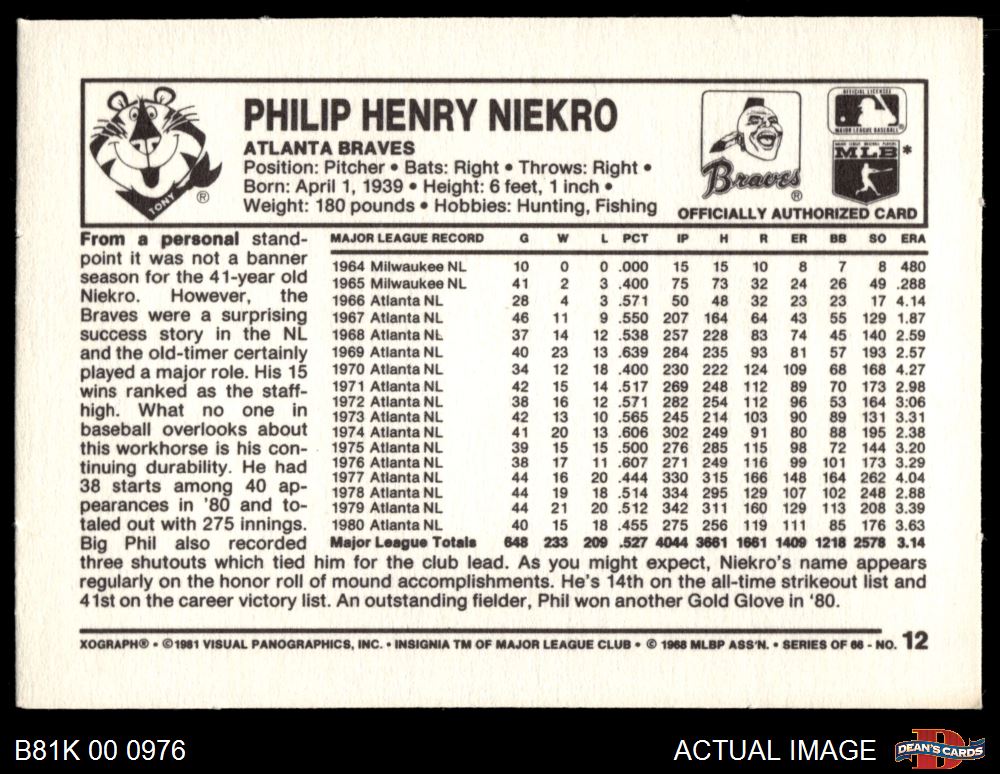 TONY ®
PHILIP HENRY NIEKRO
ATLANTA BRAVES
Position: Pitcher • Bats: Right • Throws: Right •
Born: April 1, 1939 • Height: 6 feet, 1 inch •
Weight: 180 pounds • Hobbies: Hunting, Fishing
Braves ®
OFFICIAL LICENSEE
MAJOR LEAGUE BASEBALL®
MAJOR LEAGUE BASEBALL PLAYERS
MLB *
OFFICIALLY AUTHORIZED CARD
From a personal stand-
point it was not a banner
season for the 41-year old
Niekro. However, the
Braves were a surprising
success story in the NL
and the old-timer certainly
played a major role. His 15
wins ranked as the staff-
high. What no one in
baseball overlooks about
this workhorse is his con-
tinuing durability. He had
38 starts among 40 ap-
pearances in '80 and to-
taled out with 275 innings.
Big Phil also recorded
three shutouts which tied him for the club lead. As you might expect, Niekro's name appears
regularly on the honor roll of mound accomplishments. He's 14th on the all-time strikeout list and
41st on the career victory list. An outstanding fielder, Phil won another Gold Glove in '80.
MAJOR LEAGUE RECORD G W L PCT IP H R ER BB SO ERA
1964 Milwaukee NL 10 0 0 .000 15 15 10 8 7 8 480
1965 Milwaukee NL 41 2 3 .400 75 73 32 24 26 49 .288
1966 Atlanta NL 28 4 3 .571 50 48 32 23 23 17 4.14
1967 Atlanta NL 46 11 9 .550 207 164 64 43 55 129 1.87
1968 Atlanta NL 37 14 12 .538 257 228 83 74 45 140 2.59
1969 Atlanta NL 40 23 13 .639 284 235 93 81 57 193 2.57
1970 Atlanta NL 34 12 18 .400 230 222 124 109 68 168 4.27
1971 Atlanta NL 42 15 14 .517 269 248 112 89 70 173 2.98
1972 Atlanta NL 38 16 12 .571 282 254 112 96 53 164 3:06
1973 Atlanta NL 42 13 10 .565 245 214 103 90 89 131 3.31
1974 Atlanta NL 41 20 13 .606 302 249 91 80 88 195 2.38
1975 Atlanta NL 39 15 15 .500 276 285 115 98 72 144 3.20
1976 Atlanta NL 38 17 11 .607 271 249 116 99 101 173 3.29
1977 Atlanta NL 44 16 20 .444 330 315 166 148 164 262 4.04
1978 Atlanta NL 44 19 18 .514 334 295 129 107 102 248 2.88
1979 Atlanta NL 44 21 20 .512 342 311 160 129 113 208 3.39
1980 Atlanta NL 40 15 18 .455 275 256 119 111 85 176 3.63
Major League Totals 648 233 209 .527 4044 3661 1661 1409 1218 2578 3.14
XOGRAPH® • ©1981 VISUAL PANOGRAPHICS, INC. • INSIGNIA TM OF MAJOR LEAGUE CLUB • © 1968 MLBP ASS'N. • SERIES OF 66 - NO. 12
B81K 00 0976
ACTUAL IMAGE
DEAN'S CARDS